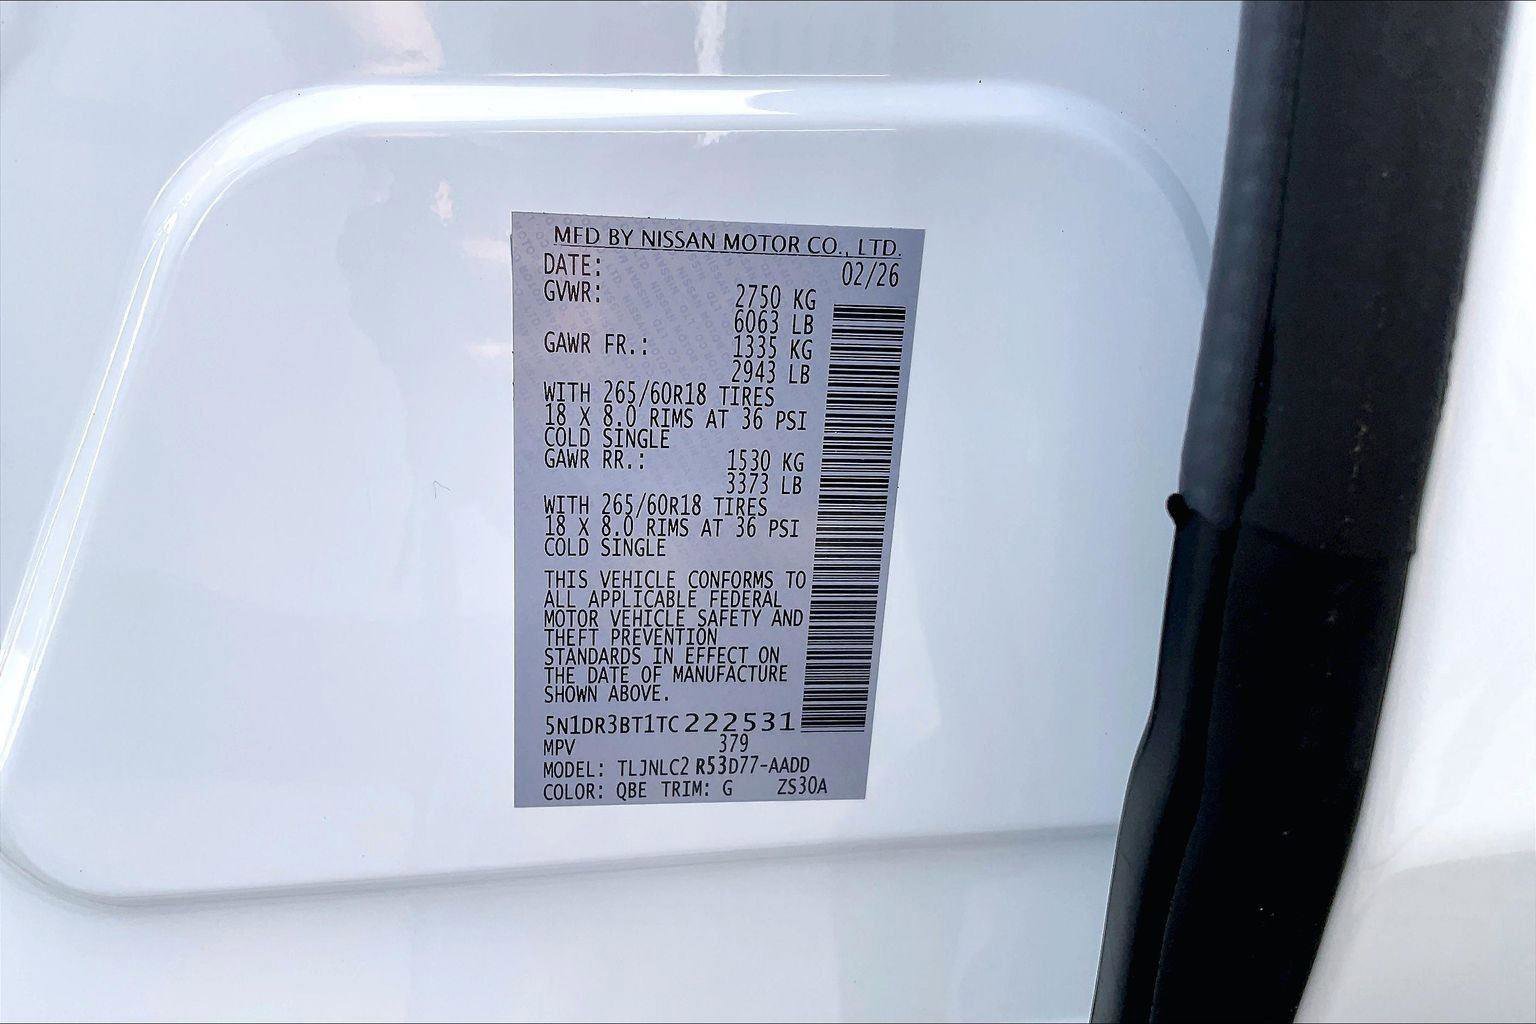 MFD BY NISSAN MOTOR CO., LTD.
DATE: 02/26
GVWR: 2750 KG
6063 LB
GAWR FR.: 1335 KG
2943 LB
WITH 265/60R18 TIRES
18 X 8.0 RIMS AT 36 PSI
COLD SINGLE
GAWR RR.: 1530 KG
3373 LB
WITH 265/60R18 TIRES
18 X 8.0 RIMS AT 36 PSI
COLD SINGLE
THIS VEHICLE CONFORMS TO
ALL APPLICABLE FEDERAL
MOTOR VEHICLE SAFETY AND
THEFT PREVENTION
STANDARDS IN EFFECT ON
THE DATE OF MANUFACTURE
SHOWN ABOVE.
5N1DR3BT1TC222531
MPV 379
MODEL: TLJNLC2 R53D77-AADD
COLOR: QBE TRIM: G ZS30A